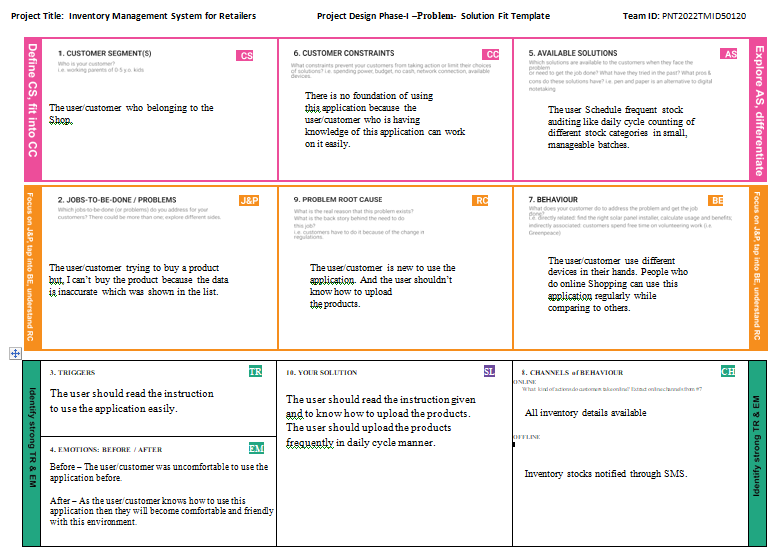 Project Title: Inventory Management System for Retailers Project Design Phase-I –Problem- Solution Fit Template Team ID: PNT2022TMID50120
Define CS, fit into CC
1. CUSTOMER SEGMENT(S) CS
Who is your customer?
i.e. working parents of 0-5 y.o. kids
The user/customer who belonging to the
Shop.
6. CUSTOMER CONSTRAINTS CC
What constraints prevent your customers from taking action or limit their choices
of solutions? i.e. spending power, budget, no cash, network connection, available
devices.
There is no foundation of using
this application because the
user/customer who is having
knowledge of this application can work
on it easily.
5. AVAILABLE SOLUTIONS AS
Which solutions are available to the customers when they face the
problem
or need to get the job done? What have they tried in the past? What pros &
cons do these solutions have? i.e. pen and paper is an alternative to digital
notetaking
The user Schedule frequent stock
auditing like daily cycle counting of
different stock categories in small,
manageable batches.
Explore AS, differentiate
Focus on J&P, tap into BE, understand RC
2. JOBS-TO-BE-DONE / PROBLEMS J&P
Which jobs-to-be-done (or problems) do you address for your
customers? There could be more than one; explore different sides.
The user/customer trying to buy a product
but, I can't buy the product because the data
is inaccurate which was shown in the list.
9. PROBLEM ROOT CAUSE RC
What is the real reason that this problem exists?
What is the back story behind the need to do
this job?
i.e. customers have to do it because of the change in
regulations.
The user/customer is new to use the
application. And the user shouldn't
know how to upload
the products.
7. BEHAVIOUR BE
What does your customer do to address the problem and get the job
done?
i.e. directly related: find the right solar panel installer, calculate usage and benefits;
indirectly associated: customers spend free time on volunteering work (i.e.
Greenpeace)
The user/customer use different
devices in their hands. People who
do online Shopping can use this
application regularly while
comparing to others.
Focus on J&P, tap into BE, understand RC
Identify strong TR & EM
3. TRIGGERS TR
The user should read the instruction
to use the application easily.
4. EMOTIONS: BEFORE / AFTER EM
Before – The user/customer was uncomfortable to use the
application before.
After – As the user/customer knows how to use this
application then they will become comfortable and friendly
with this environment.
10. YOUR SOLUTION SL
The user should read the instruction given
and to know how to upload the products.
The user should upload the products
frequently in daily cycle manner.
8. CHANNELS of BEHAVIOUR CH
ONLINE
What kind of actions do customers take online? Extract online channels from #7
All inventory details available
OFFLINE
Inventory stocks notified through SMS.
Identify strong TR & EM